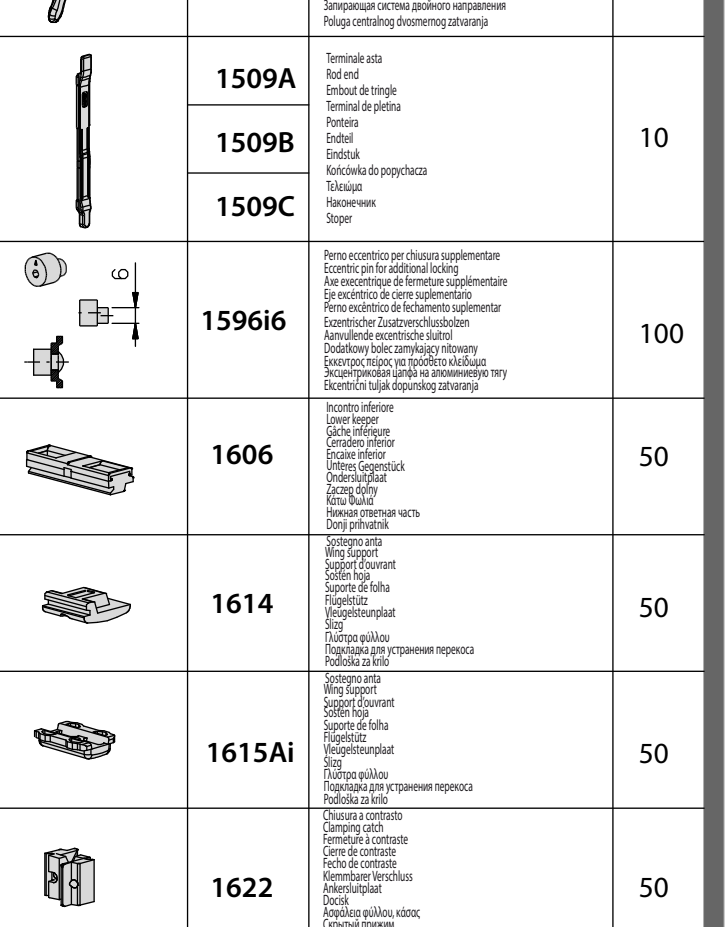 Запирающая система двойного направления
Poluga centralnog dvosmernog zatvaranja
1509A
1509B
1509C
Terminale asta
Rod end
Embout de tringle
Terminal de pletina
Ponteira
Endteil
Eindstuk
Końcówka do popychacza
Τελειώμα
Наконечник
Stoper
10
6
1596i6
Perno eccentrico per chiusura supplementare
Eccentric pin for additional locking
Axe execentrique de fermeture supplémentaire
Eje excéntrico de cierre suplementario
Perno excêntrico de fechamento suplementar
Exzentrischer Zusatzverschlussbolzen
Aanvullende excentrische sluitrol
Dodatkowy bolec zamykający nitowany
Εκκεντρος πείρος για πρόσθετο κλείδωμα
Эксцентриковая цапфа на алюминиевую тягу
Ekcentrični tuljak dopunskog zatvaranja
100
1606
Incontro inferiore
Lower keeper
Gâche inférieure
Cerradero inferior
Encaixe inferior
Unteres Gegenstück
Ondersluitplaat
Zaczep dolny
Κάτω Φωλιά
Нижная ответная часть
Donji prihvatnik
50
1614
Sostegno anta
Wing support
Support d'ouvrant
Sostén hoja
Suporte de folha
Flügelstütz
Vleugelsteunplaat
Ślizg
Γλύστρα φύλλου
Подкладка для устранения перекоса
Podloška za krilo
50
1615Ai
Sostegno anta
Wing support
Support d'ouvrant
Sostén hoja
Suporte de folha
Flügelstütz
Vleugelsteunplaat
Ślizg
Γλύστρα φύλλου
Подкладка для устранения перекоса
Podloška za krilo
50
1622
Chiusura a contrasto
Clamping catch
Fermeture à contraste
Cierre de contraste
Fecho de contraste
Klemmbarer Verschluss
Ankersluitplaat
Docisk
Ασφάλεια φύλλου, κάσας
Скрытый прижим
50